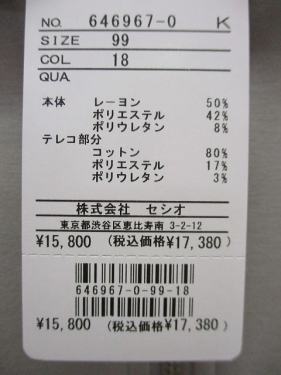 NO. 646967-0 K
SIZE 99
COL 18
QUA.
本体 レーヨン 50%
ポリエステル 42%
ポリウレタン 8%
テレコ部分
コットン 80%
ポリエステル 17%
ポリウレタン 3%
株式会社 セシオ
東京都渋谷区恵比寿南 3-2-12
¥15,800 (税込価格¥17,380)
646967-0-99-18
¥15,800 (税込価格¥17,380)